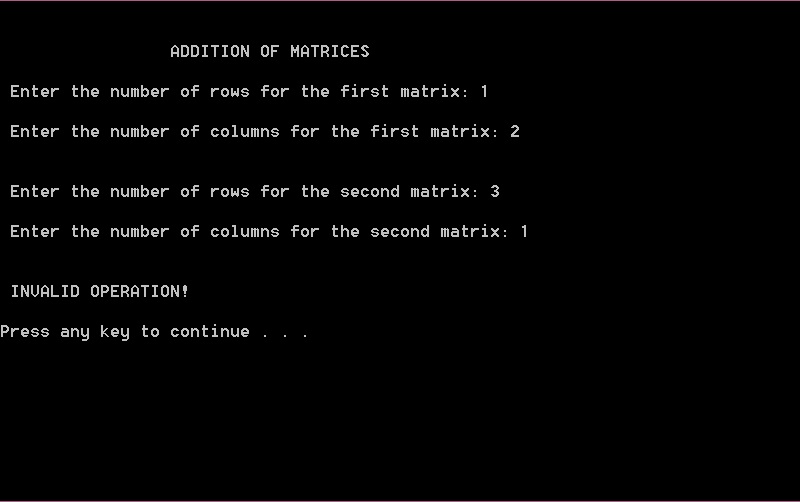 ADDITION OF MATRICES
Enter the number of rows for the first matrix: 1
Enter the number of columns for the first matrix: 2
Enter the number of rows for the second matrix: 3
Enter the number of columns for the second matrix: 1
INVALID OPERATION!
Press any key to continue . . .